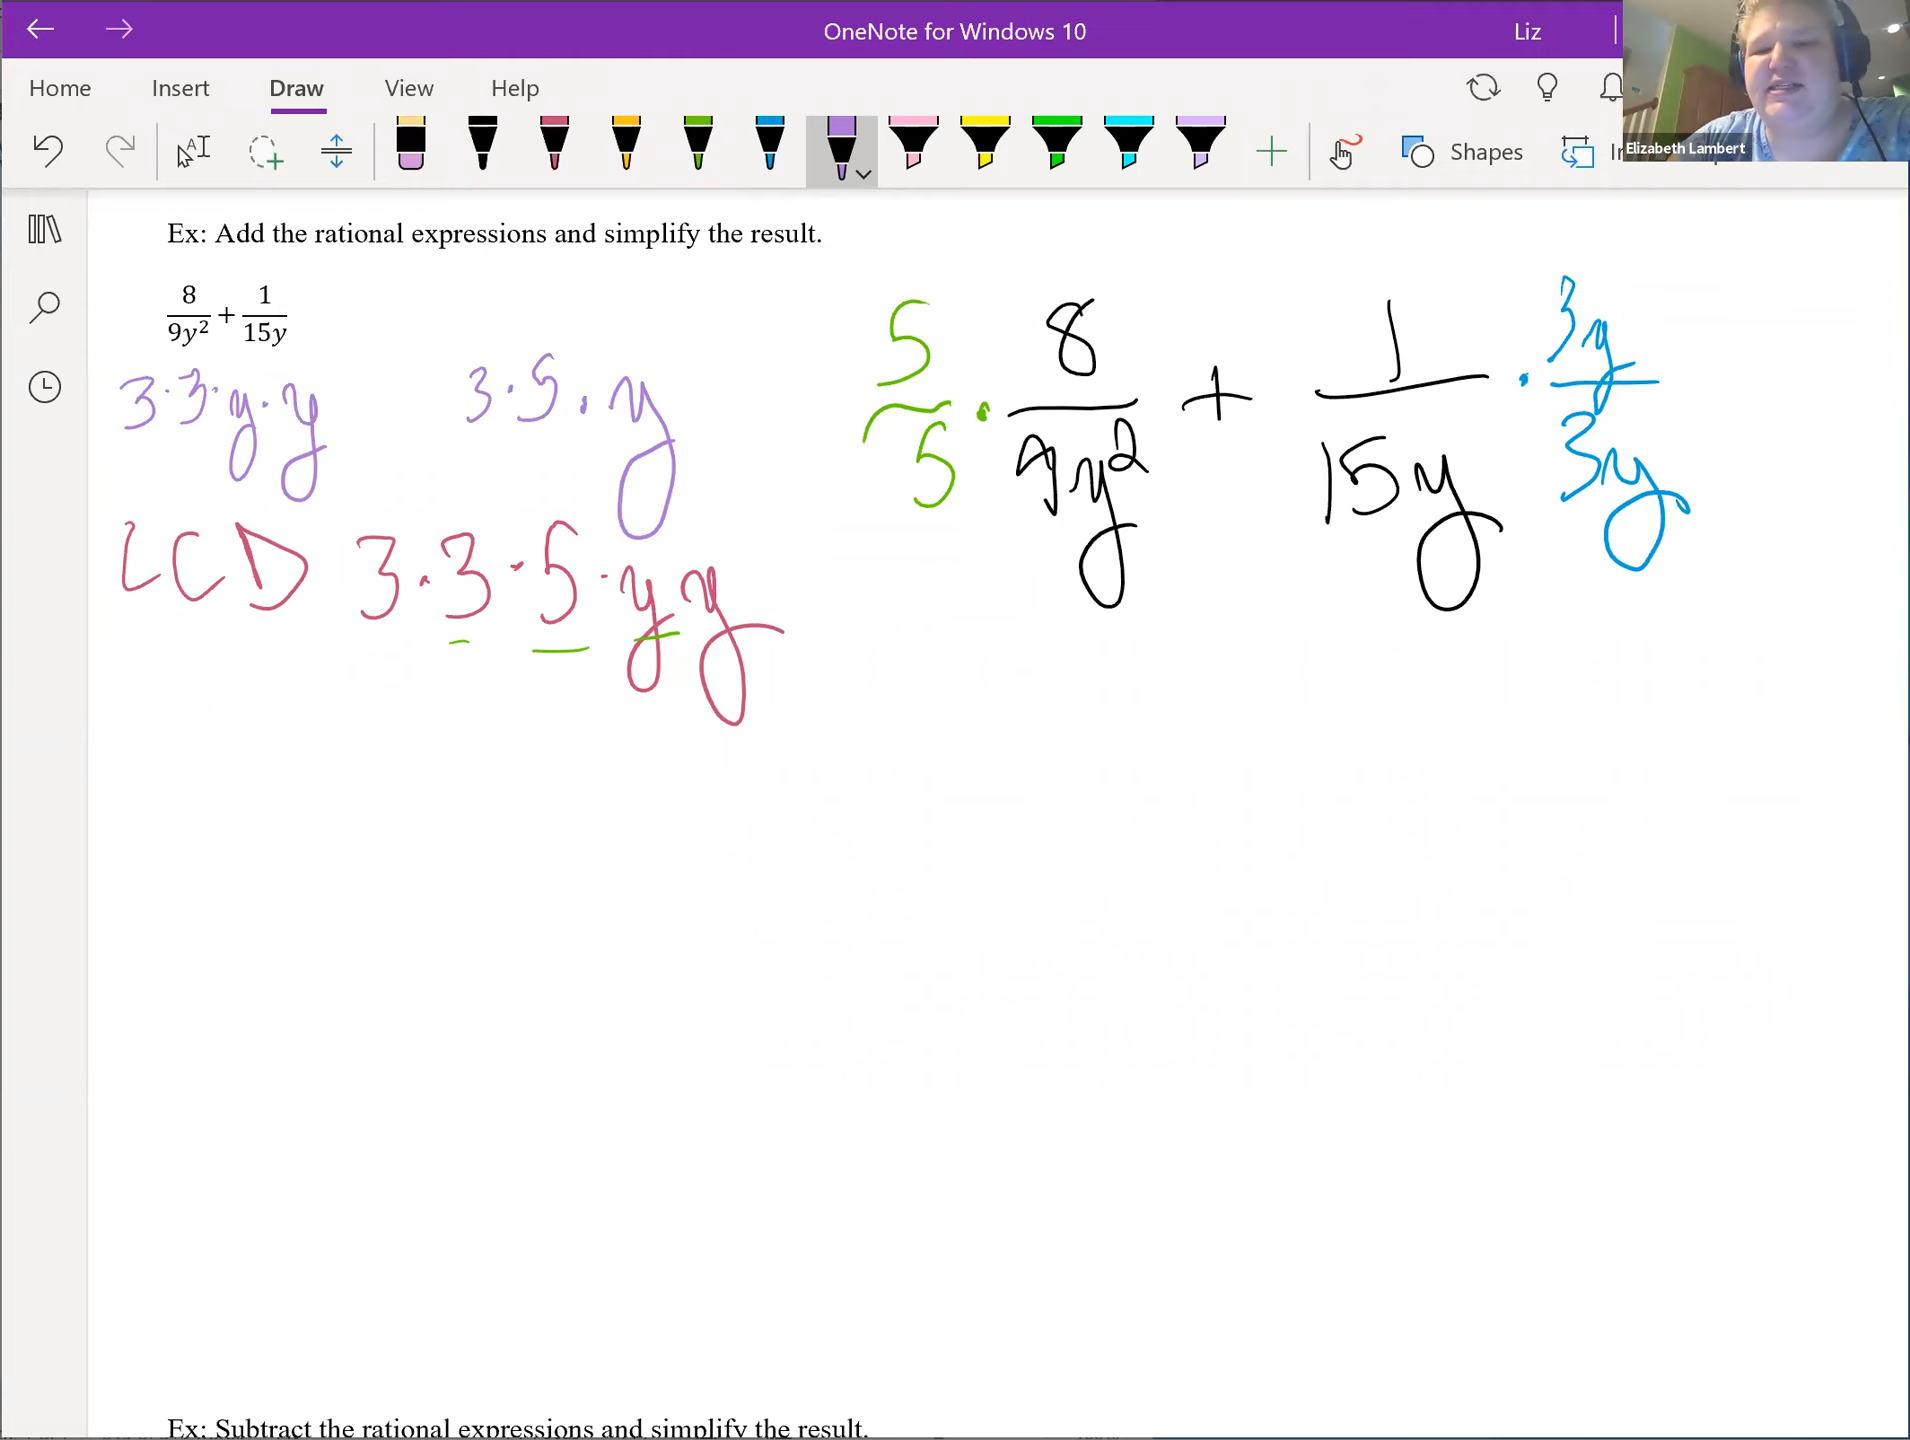 OneNote for Windows 10
Liz
Home Insert Draw View Help
Shapes
Elizabeth Lambert
Ex: Add the rational expressions and simplify the result.
8/9y² + 1/15y
3·3·y·y 3·5·y
LCD 3·3·5·yy
5/5 · 8/9y² + 1/15y · 3y/3y
Ex: Subtract the rational expressions and simplify the result.